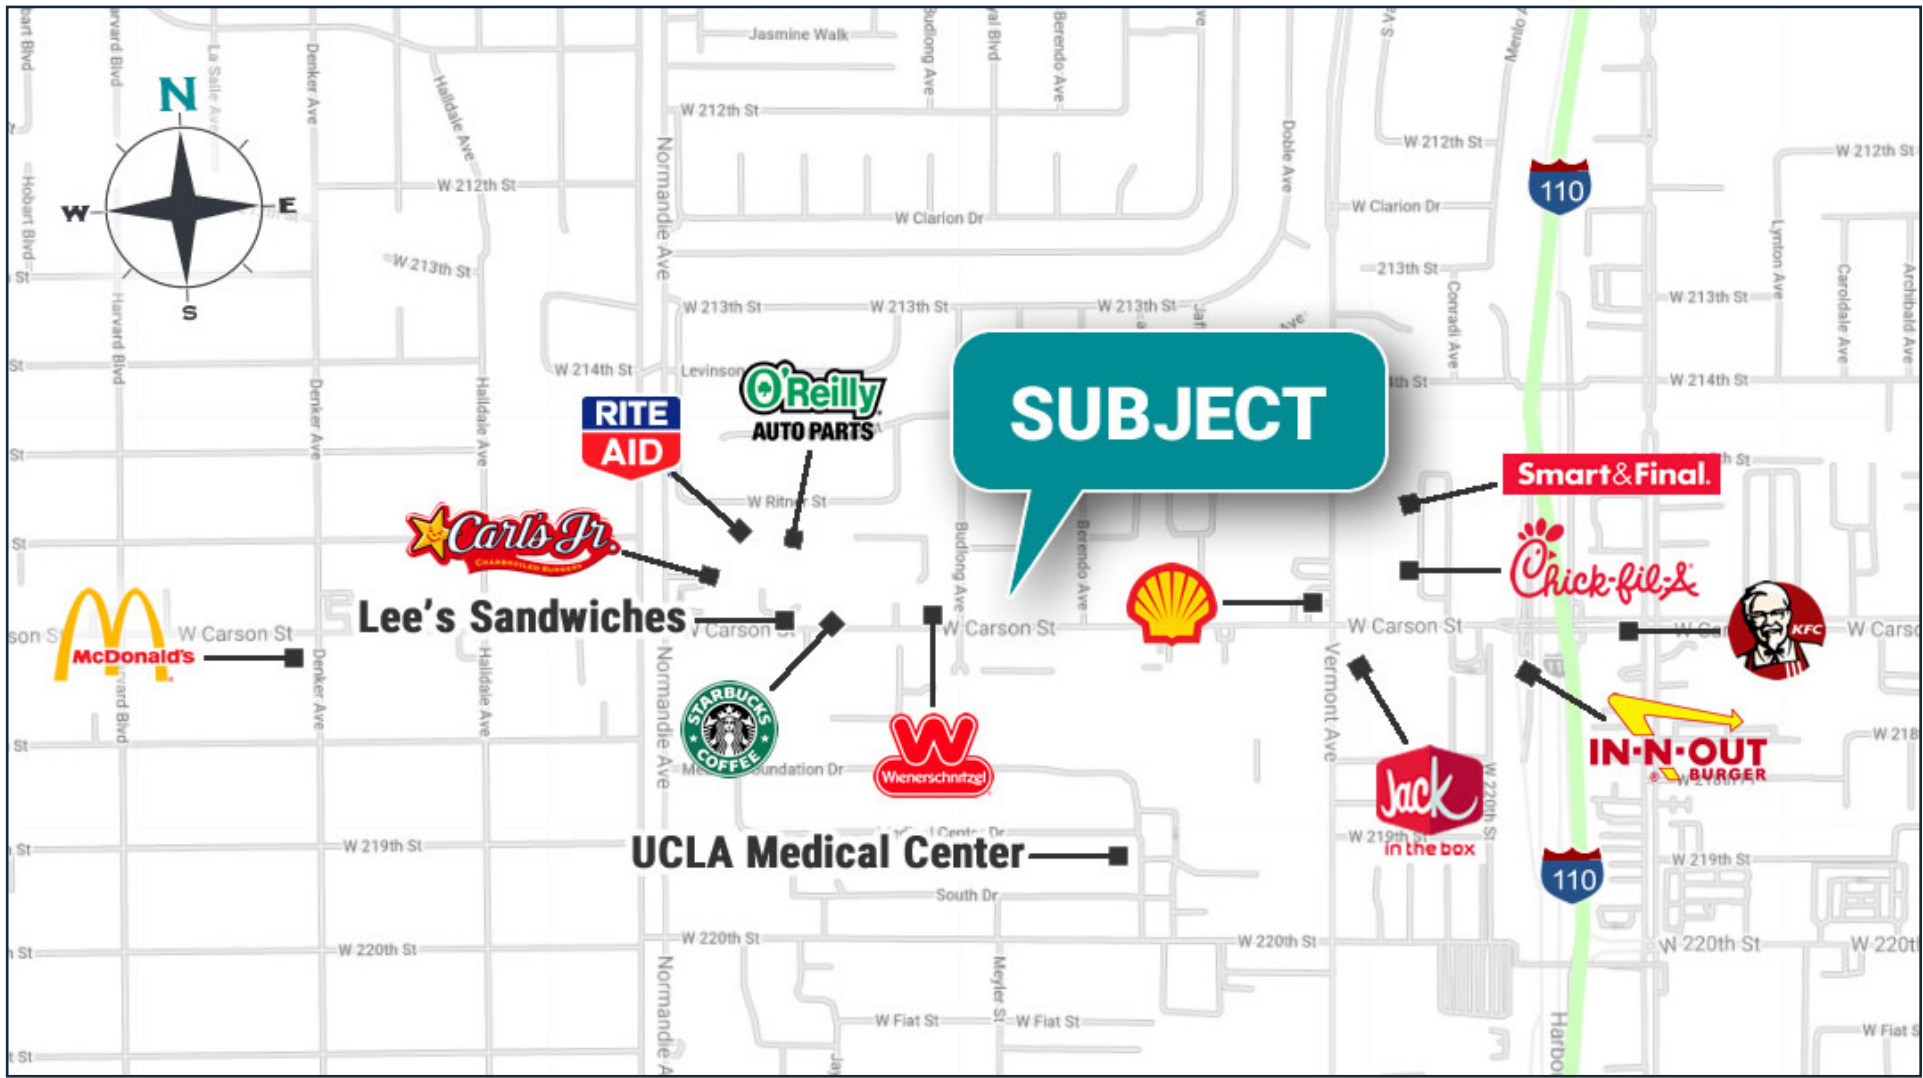 Jasmine Walk
Harvard Blvd
La Salle Ave
Denker Ave
Halldale Ave
Budlong Ave
Berendo Ave
N
W
E
S
W 212th St
W 212th St
W 212th St
W 212th St
Normandie Ave
Doble Ave
110
Hobart Blvd
W Clarion Dr
W Clarion Dr
Lynton Ave
W 213th St
213th St
Conradi Ave
Caroldale Ave
Archibald Ave
Harvard Blvd
W 213th St
W 213th St
W 213th St
W 213th St
W 214th St
Levinson
W 214th St
O'Reilly
AUTO PARTS
RITE
AID
SUBJECT
Denker Ave
Halldale Ave
Smart&Final.
W Ritner St
Carl's Jr.
CHARBROILED BURGERS
Budlong Ave
Berendo Ave
Chick-fil-A
KFC
Lee's Sandwiches
McDonald's
W Carson St
W Carson St
W Carson St
Denker Ave
Halldale Ave
Normandie Ave
Vermont Ave
STARBUCKS
COFFEE
W
Wienerschnitzel
IN-N-OUT
BURGER
Jack
in the box
W 220th St
UCLA Medical Center
W 219th St
W 219th St
W 219th St
110
South Dr
W 220th St
W 220th St
W 220th St
W 220th St
Normandie A
Meyler St
W Fiat St
W Fiat St
W Fiat S
Harbo